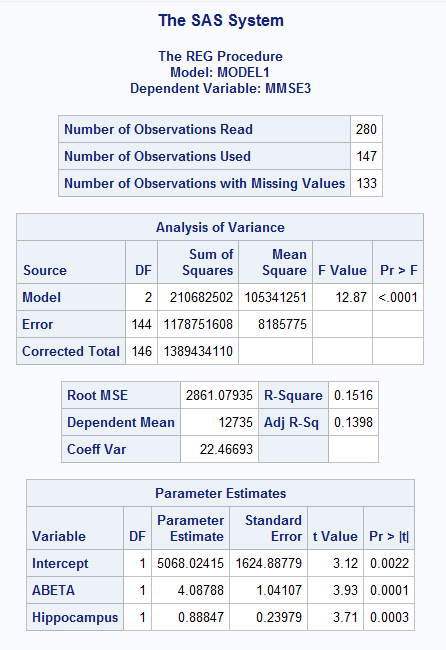 The SAS System
The REG Procedure
Model: MODEL1
Dependent Variable: MMSE3
Number of Observations Read 280
Number of Observations Used 147
Number of Observations with Missing Values 133
Analysis of Variance
Source DF Sum of Squares Mean Square F Value Pr > F
Model 2 210682502 105341251 12.87 <.0001
Error 144 1178751608 8185775
Corrected Total 146 1389434110
Root MSE 2861.07935 R-Square 0.1516
Dependent Mean 12735 Adj R-Sq 0.1398
Coeff Var 22.46693
Parameter Estimates
Variable DF Parameter Estimate Standard Error t Value Pr > |t|
Intercept 1 5068.02415 1624.88779 3.12 0.0022
ABETA 1 4.08788 1.04107 3.93 0.0001
Hippocampus 1 0.88847 0.23979 3.71 0.0003